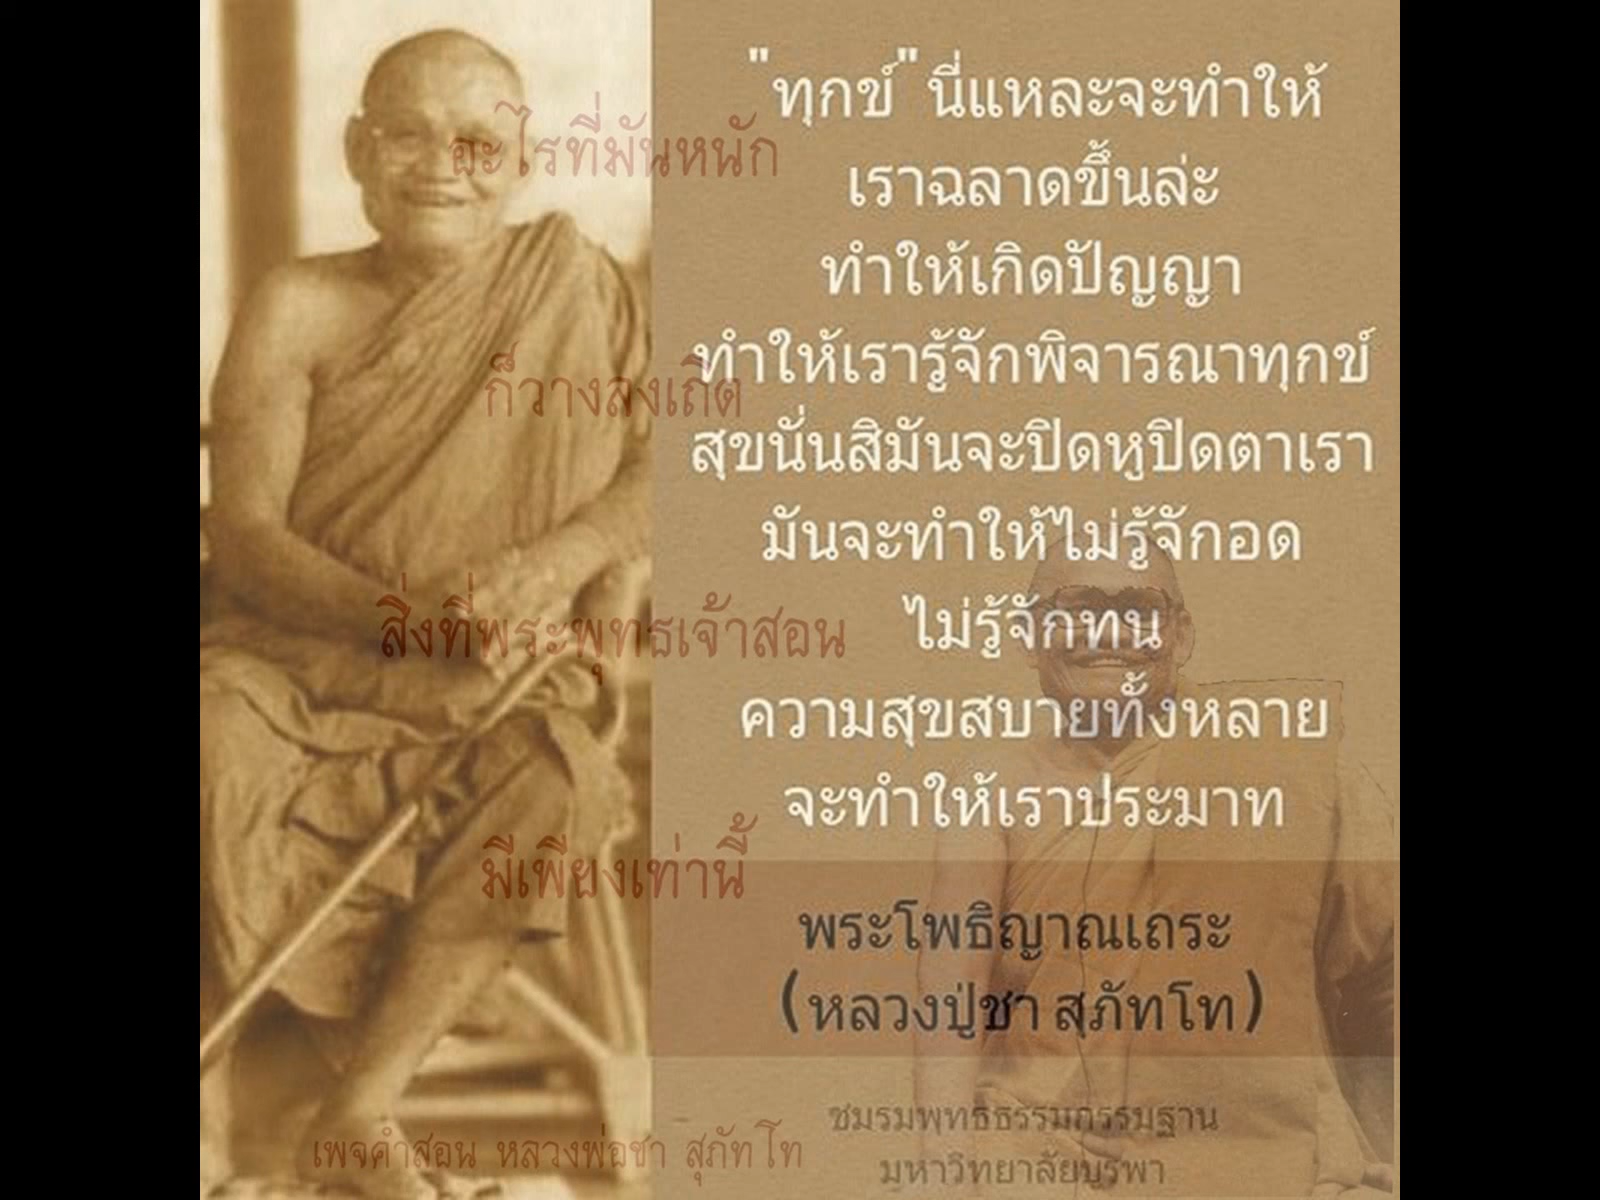 "ทุกข์" นี่แหละจะทำให้
เราฉลาดขึ้นล่ะ
ทำให้เกิดปัญญา
ทำให้เรารู้จักพิจารณาทุกข์
สุขนั่นสิมันจะปิดหูปิดตาเรา
มันจะทำให้ไม่รู้จักอด
ไม่รู้จักทน
ความสุขสบายทั้งหลาย
จะทำให้เราประมาท
พระโพธิญาณเถระ
(หลวงปู่ชา สุภัทโท)
ชมรมพุทธธรรมกรรมฐาน
มหาวิทยาลัยบูรพา
อะไรที่มันหนัก
ก็วางลงเถิด
สิ่งที่พระพุทธเจ้าสอน
มีเพียงเท่านี้
เพจคำสอน หลวงพ่อชา สุภัทโท